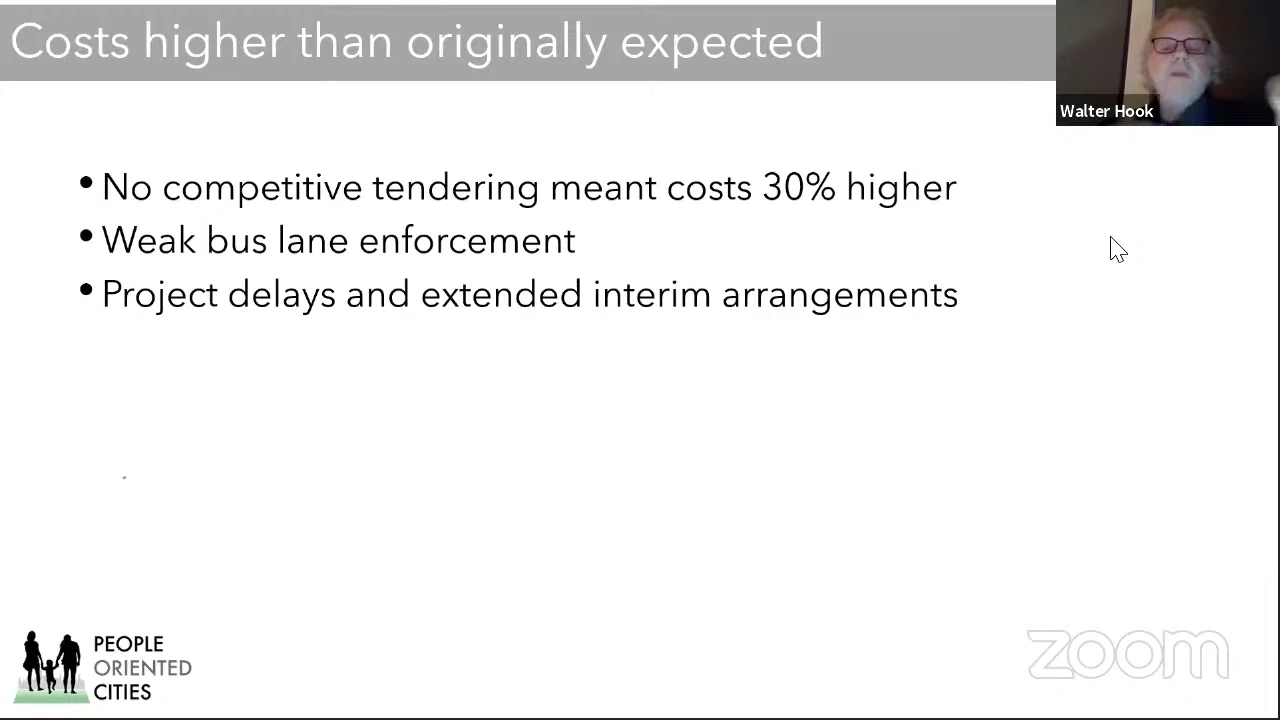 Costs higher than originally expected
Walter Hook
• No competitive tendering meant costs 30% higher
• Weak bus lane enforcement
• Project delays and extended interim arrangements
PEOPLE
ORIENTED
CITIES
zoom